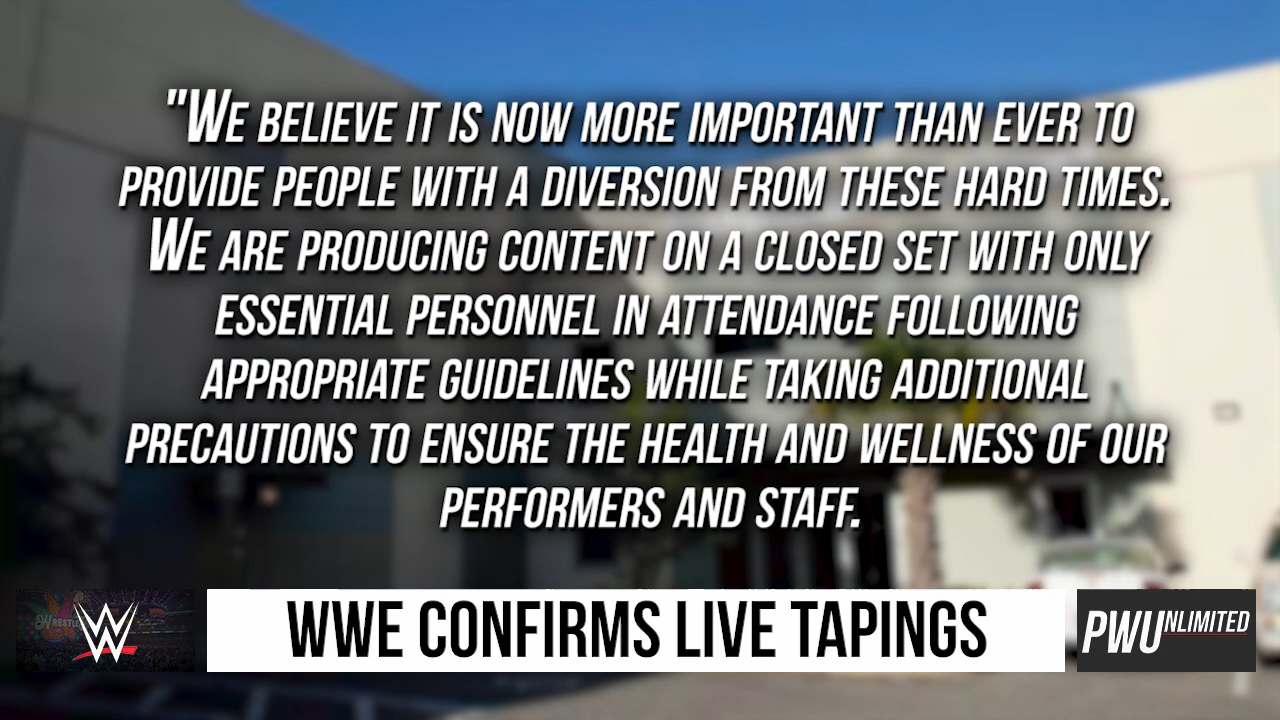 "WE BELIEVE IT IS NOW MORE IMPORTANT THAN EVER TO
PROVIDE PEOPLE WITH A DIVERSION FROM THESE HARD TIMES.
WE ARE PRODUCING CONTENT ON A CLOSED SET WITH ONLY
ESSENTIAL PERSONNEL IN ATTENDANCE FOLLOWING
APPROPRIATE GUIDELINES WHILE TAKING ADDITIONAL
PRECAUTIONS TO ENSURE THE HEALTH AND WELLNESS OF OUR
PERFORMERS AND STAFF.
W
WWE CONFIRMS LIVE TAPINGS
PWUNLIMITED